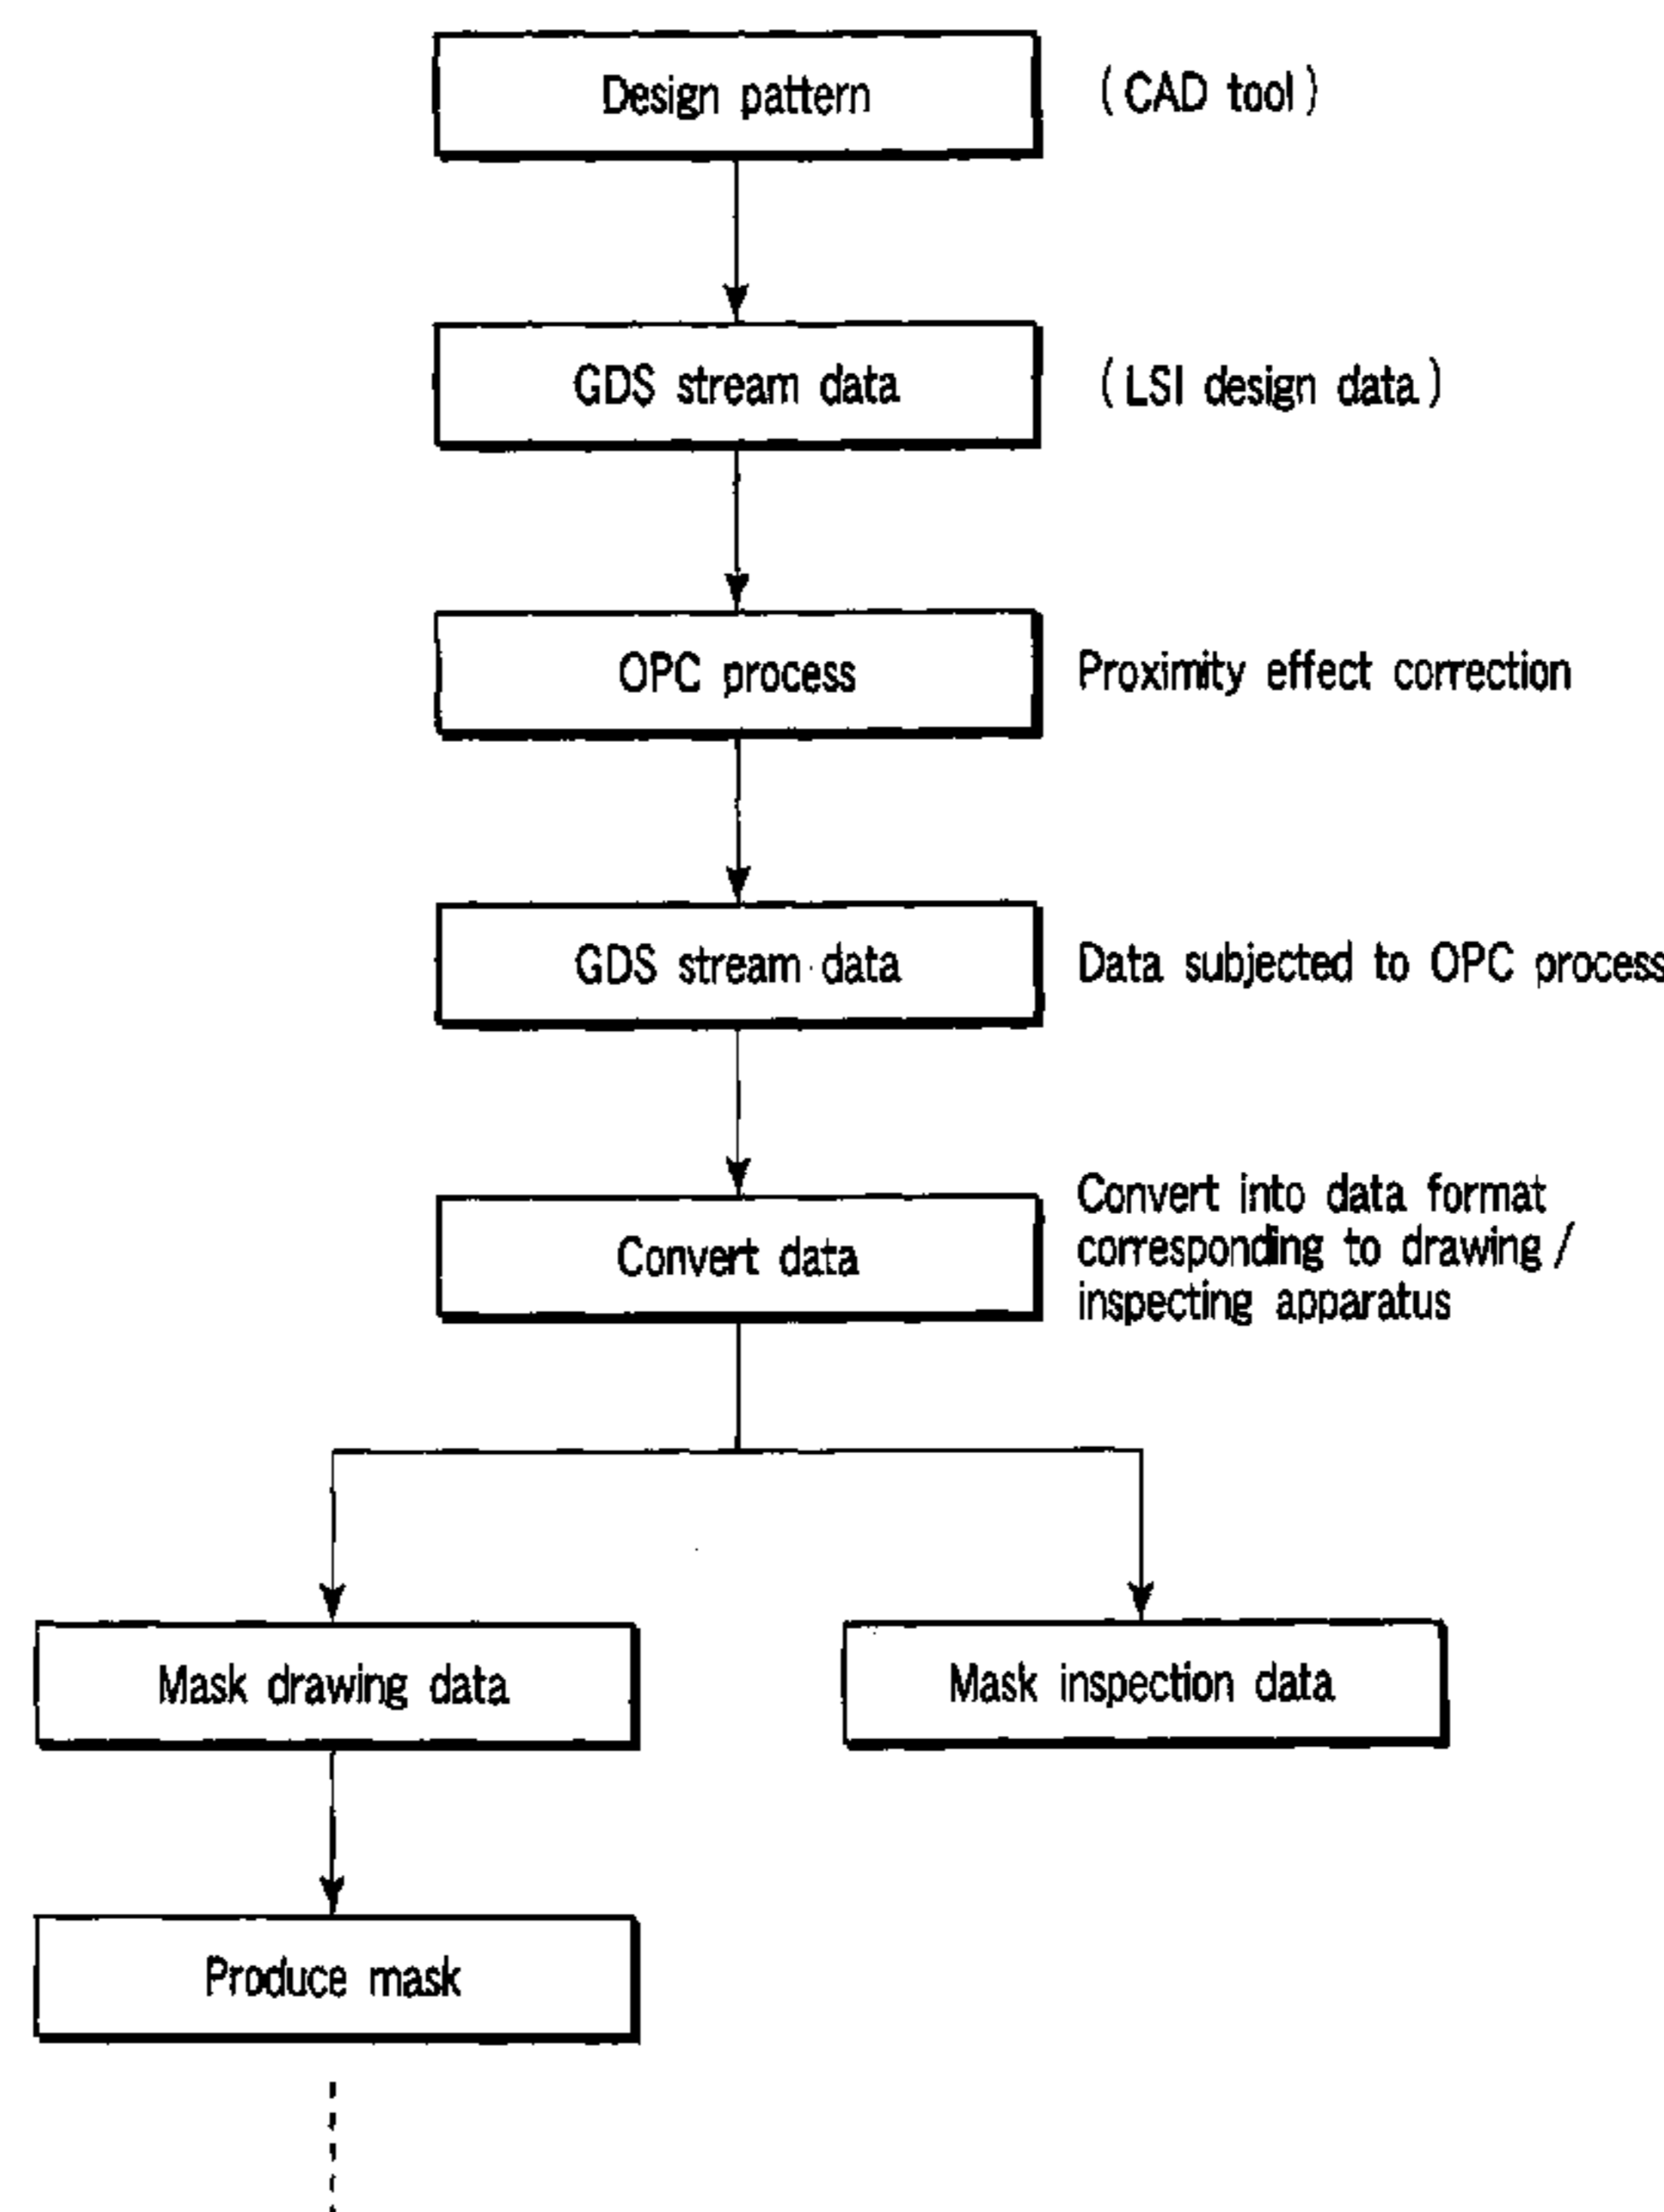 Design pattern
(CAD tool)
GDS stream data
(LSI design data)
OPC process
Proximity effect correction
GDS stream data
Data subjected to OPC process
Convert data
Convert into data format
corresponding to drawing /
inspecting apparatus
Mask drawing data
Mask inspection data
Produce mask